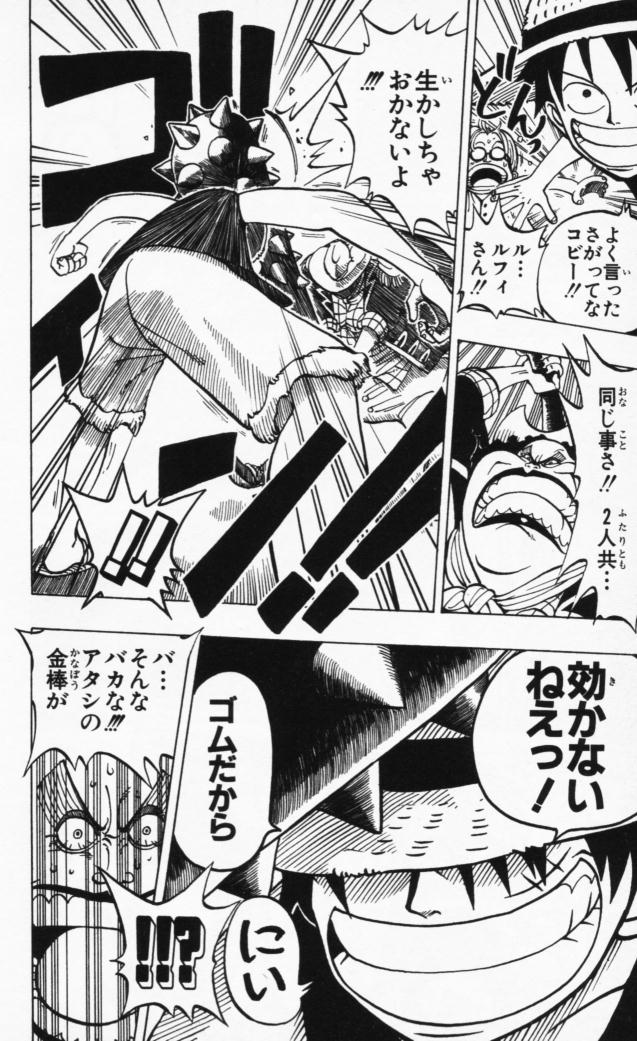 どんっ
よく言った
さがってな
コビー!!
ル…
ルフィ
さん!!
同じ事さ!!
2人共…
生かしちゃ
おかないよ
!!!
ゴイン!!
!!
効かない
ねえっ!
ゴムだから
にい
バ…
そんな
バカな!!!
アタシの
金棒が
!!!?